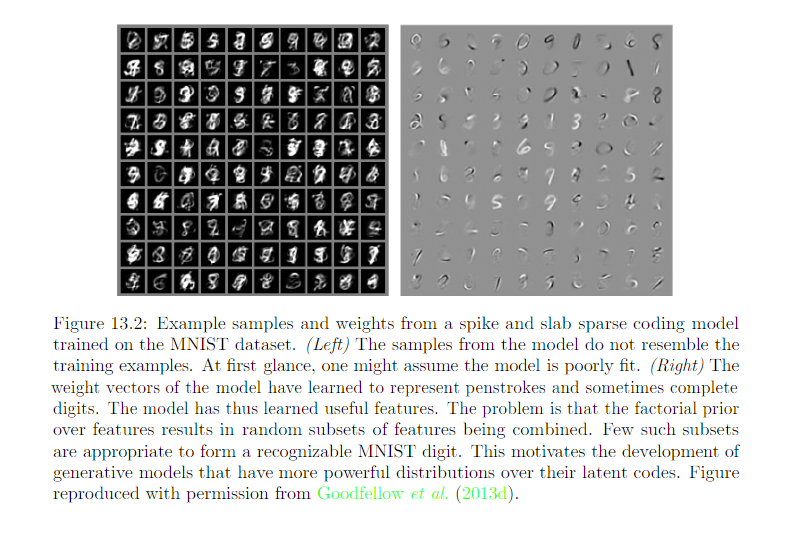 Figure 13.2: Example samples and weights from a spike and slab sparse coding model
trained on the MNIST dataset. (Left) The samples from the model do not resemble the
training examples. At first glance, one might assume the model is poorly fit. (Right) The
weight vectors of the model have learned to represent penstrokes and sometimes complete
digits. The model has thus learned useful features. The problem is that the factorial prior
over features results in random subsets of features being combined. Few such subsets
are appropriate to form a recognizable MNIST digit. This motivates the development of
generative models that have more powerful distributions over their latent codes. Figure
reproduced with permission from Goodfellow et al. (2013d).